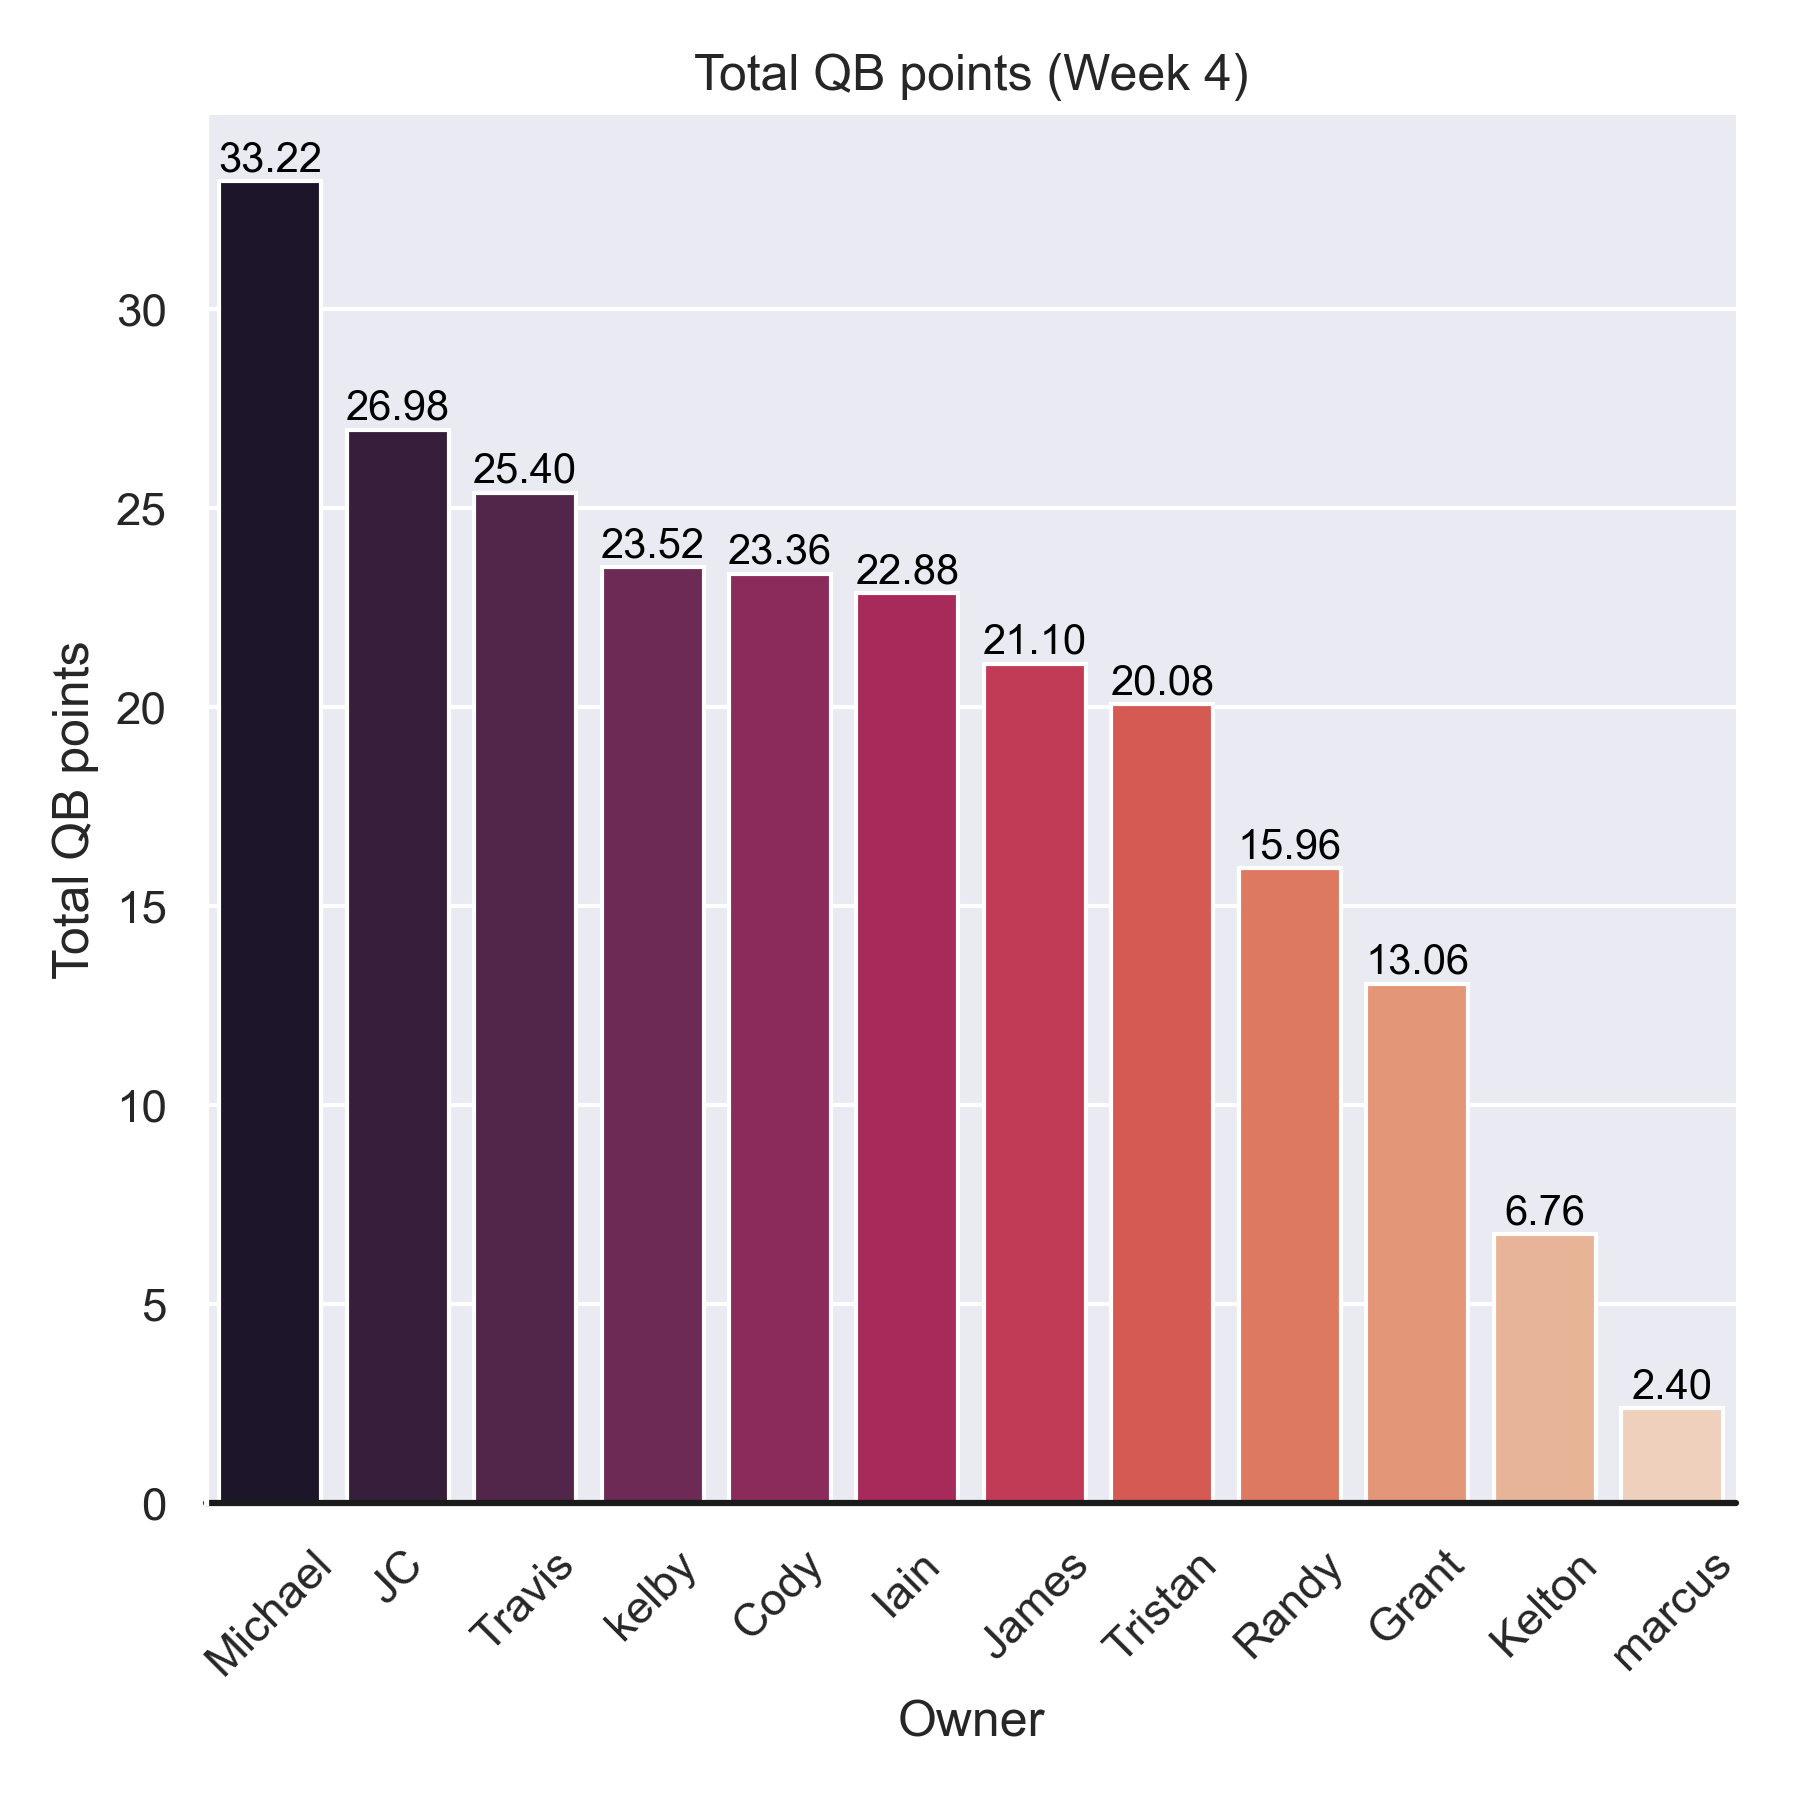 Total QB points (Week 4)
33.22
26.98
25.40
23.52
23.36
22.88
21.10
20.08
15.96
13.06
6.76
2.40
Total QB points
30
25
20
15
10
5
0
Michael
JC
Travis
kelby
Cody
Iain
James
Tristan
Randy
Grant
Kelton
marcus
Owner